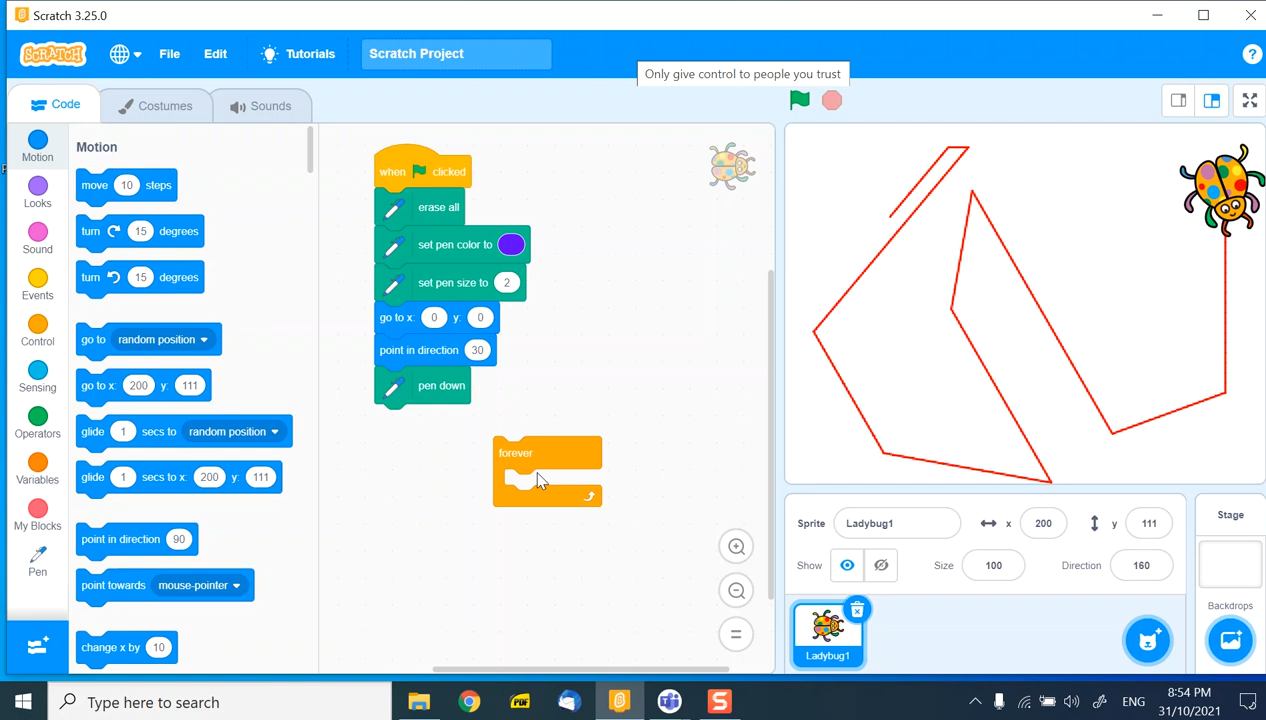 Scratch 3.25.0
SCRATCH
File
Edit
Tutorials
Scratch Project
Only give control to people you trust
?
Code
Costumes
Sounds
Motion
Looks
Sound
Events
Control
Sensing
Operators
Variables
My Blocks
Pen
Motion
move 10 steps
turn 15 degrees
turn 15 degrees
go to random position
go to x: 200 y: 111
glide 1 secs to random position
glide 1 secs to x: 200 y: 111
point in direction 90
point towards mouse-pointer
change x by 10
when clicked
erase all
set pen color to
set pen size to 2
go to x: 0 y: 0
point in direction 30
pen down
forever
Sprite Ladybug1 x 200 y 111
Show Size 100 Direction 160
Ladybug1
Stage
Backdrops
Type here to search
PDF
S
ENG
8:54 PM
31/10/2021